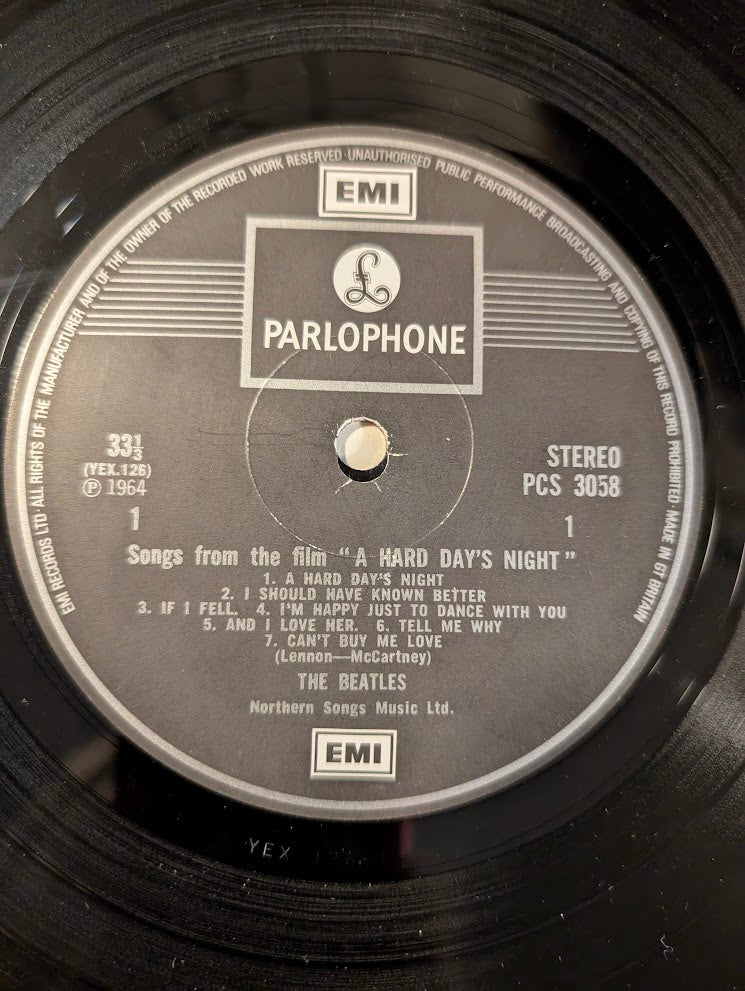 EMI RECORDS LTD·ALL RIGHTS OF THE MANUFACTURER AND OF THE OWNER OF THE RECORDED WORK RESERVED·UNAUTHORISED PUBLIC PERFORMANCE BROADCASTING AND COPYING OF THIS RECORD PROHIBITED·MADE IN GT BRITAIN
EMI
£
PARLOPHONE
33⅓
(YEX.126)
℗ 1964
1
STEREO
PCS 3058
1
Songs from the film “A HARD DAY'S NIGHT”
1. A HARD DAY'S NIGHT
2. I SHOULD HAVE KNOWN BETTER
3. IF I FELL. 4. I'M HAPPY JUST TO DANCE WITH YOU
5. AND I LOVE HER. 6. TELL ME WHY
7. CAN'T BUY ME LOVE
(Lennon—McCartney)
THE BEATLES
Northern Songs Music Ltd.
EMI
YEX